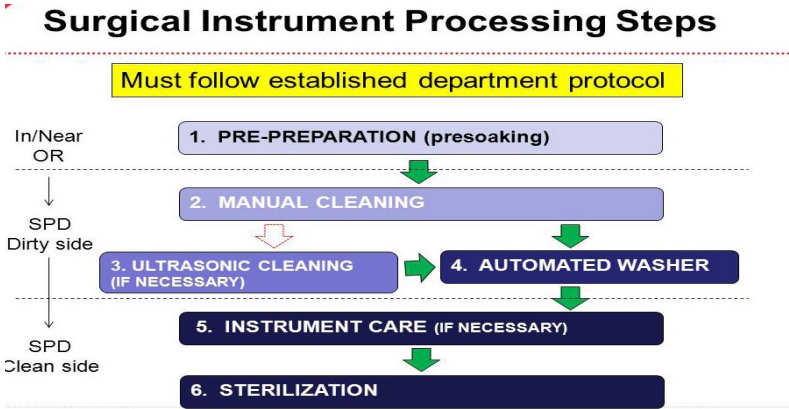 Surgical Instrument Processing Steps
Must follow established department protocol
In/Near
OR
1. PRE-PREPARATION (presoaking)
2. MANUAL CLEANING
SPD
Dirty side
3. ULTRASONIC CLEANING
(IF NECESSARY)
4. AUTOMATED WASHER
5. INSTRUMENT CARE (IF NECESSARY)
SPD
Clean side
6. STERILIZATION